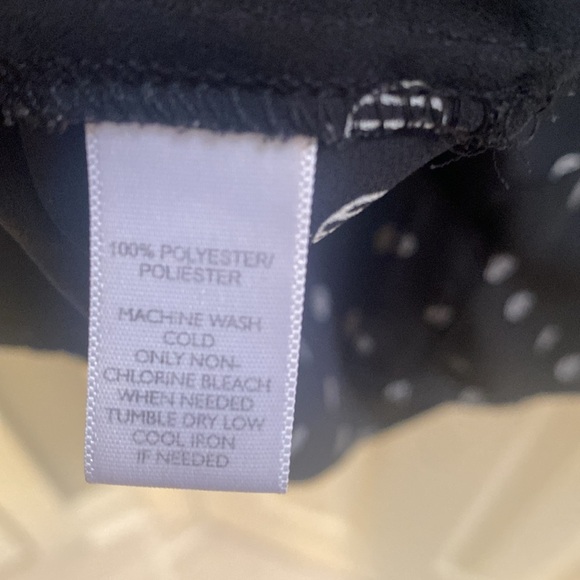 100% POLYESTER/
POLIESTER
MACHINE WASH
COLD
ONLY NON-
CHLORINE BLEACH
WHEN NEEDED
TUMBLE DRY LOW
COOL IRON
IF NEEDED